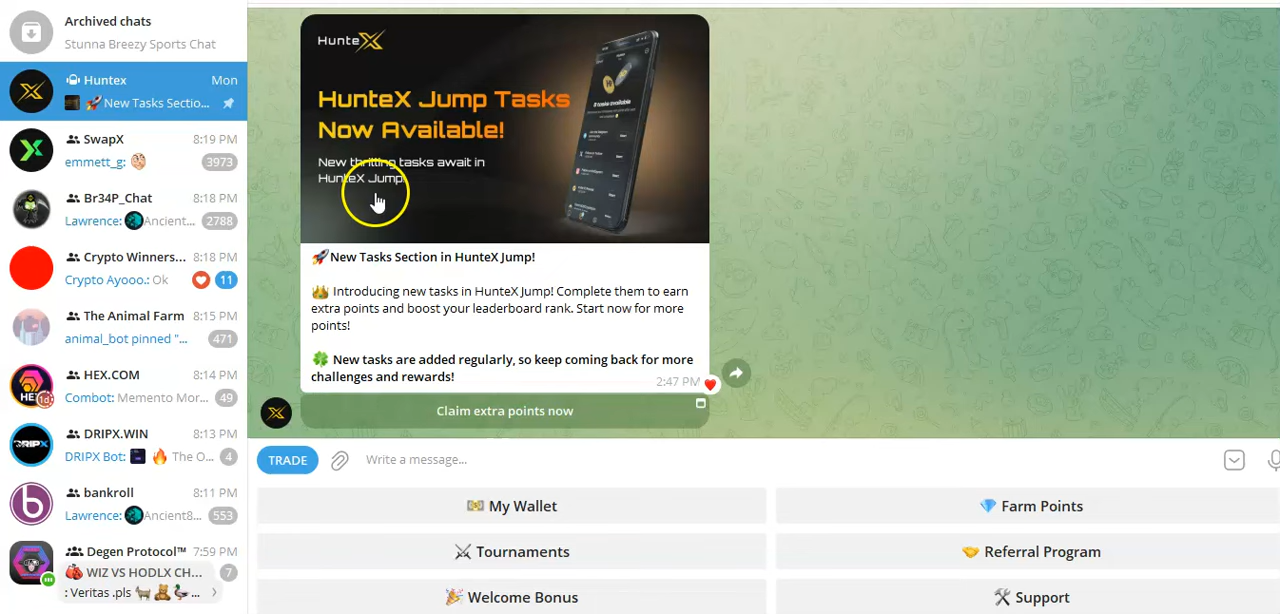 Archived chats
Stunna Breezy Sports Chat
Huntex Mon
🚀 New Tasks Sectio...
SwapX 8:19 PM
emmett_g: 3973
Br34P_Chat 8:18 PM
Lawrence: Ancient... 2788
Crypto Winners... 8:18 PM
Crypto Ayooo.: Ok 11
The Animal Farm 8:15 PM
animal_bot pinned "... 471
HEX.COM 8:14 PM
Combot: Memento Mor... 49
1d
DRIPX.WIN 8:13 PM
DRIPX Bot: 🔥 The O... 4
bankroll 8:11 PM
Lawrence: Ancient8... 553
Degen Protocol™ 7:59 PM
WIZ VS HODLX CH... 7
: Veritas .pls 🐐🧸🦆...
HunteX
HunteX Jump Tasks
Now Available!
New thrilling tasks await in
HunteX Jump!
🚀New Tasks Section in HunteX Jump!
👑 Introducing new tasks in HunteX Jump! Complete them to earn
extra points and boost your leaderboard rank. Start now for more
points!
🍀 New tasks are added regularly, so keep coming back for more
challenges and rewards!
2:47 PM
Claim extra points now
TRADE
Write a message...
💵 My Wallet
💎 Farm Points
⚔ Tournaments
🤝 Referral Program
🎉 Welcome Bonus
🛠 Support